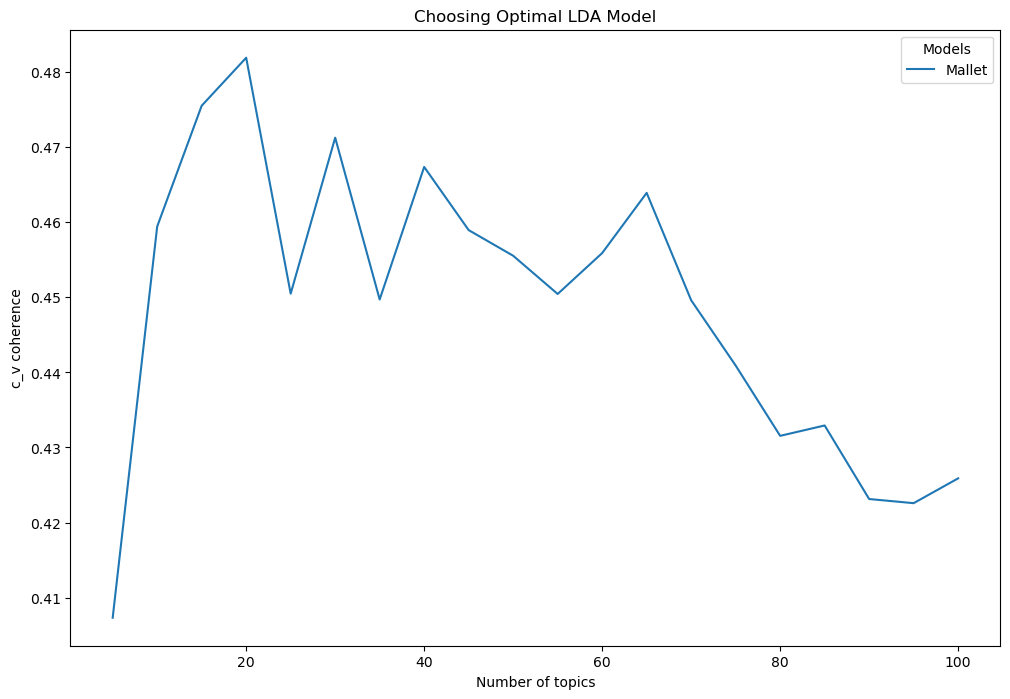 Choosing Optimal LDA Model
Models
Mallet
c_v coherence
0.48
0.47
0.46
0.45
0.44
0.43
0.42
0.41
20 40 60 80 100
Number of topics